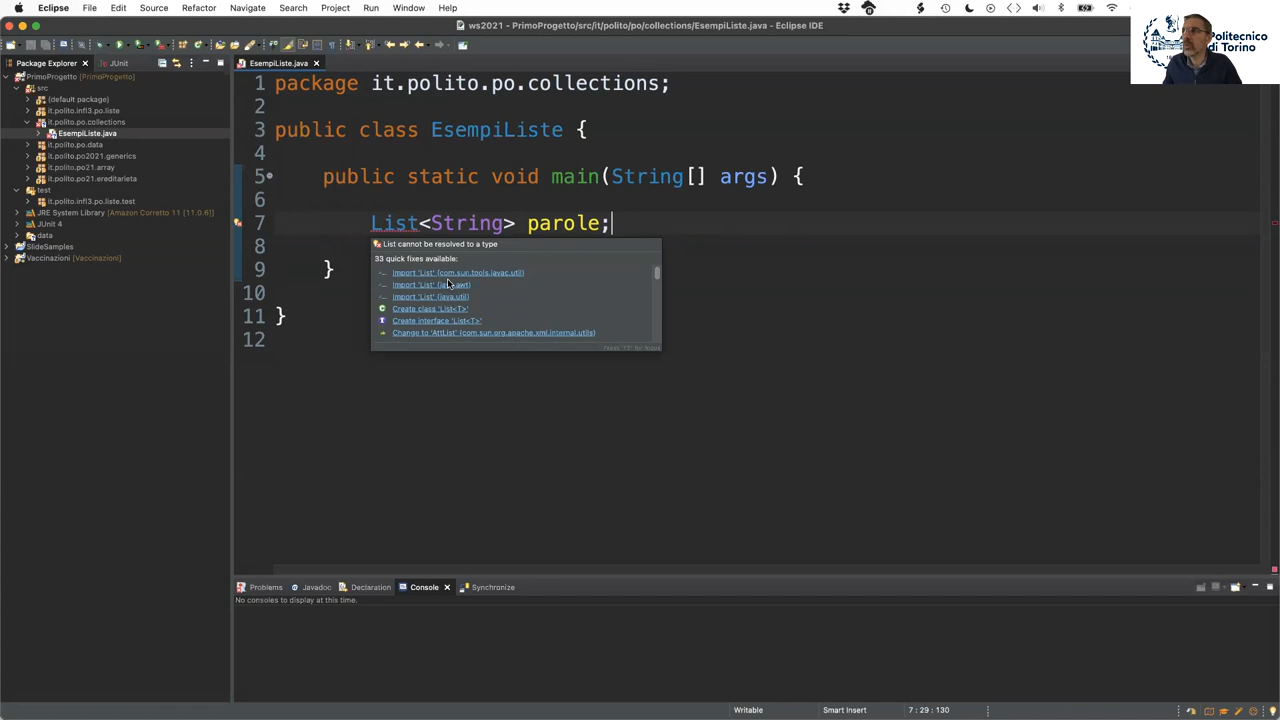 Eclipse File Edit Source Refactor Navigate Search Project Run Window Help
ws2021 - PrimoProgetto/src/it/polito/po/collections/EsempiListe.java - Eclipse IDE
Politecnico
di Torino
Package Explorer JUnit
EsempiListe.java
PrimoProgetto [PrimoProgetto]
src
(default package)
it.polito.infl3.po.liste
it.polito.po.collections
EsempiListe.java
it.polito.po.data
it.polito.po2021.generics
it.polito.po21.array
it.polito.po21.ereditarieta
test
it.polito.po.liste.test
JRE System Library [Amazon Corretto 11 [11.0.6]]
JUnit 4
data
SlideSamples
Vaccinazioni [Vaccinazioni]
1 package it.polito.po.collections;
2
3 public class EsempiListe {
4
5 public static void main(String[] args) {
6
7 List<String> parole;
8
9 }
10
11 }
12
List cannot be resolved to a type
33 quick fixes available:
Import 'List' (com.sun.tools.javac.util)
Import 'List' (java.awt)
Import 'List' (java.util)
Create class 'List<T>'
Create interface 'List<T>'
Change to 'AttList' (com.sun.org.apache.xml.internal.utils)
Press 'F2' for focus
Problems Javadoc Declaration Console Synchronize
No consoles to display at this time.
Writable Smart Insert 7 : 29 : 130